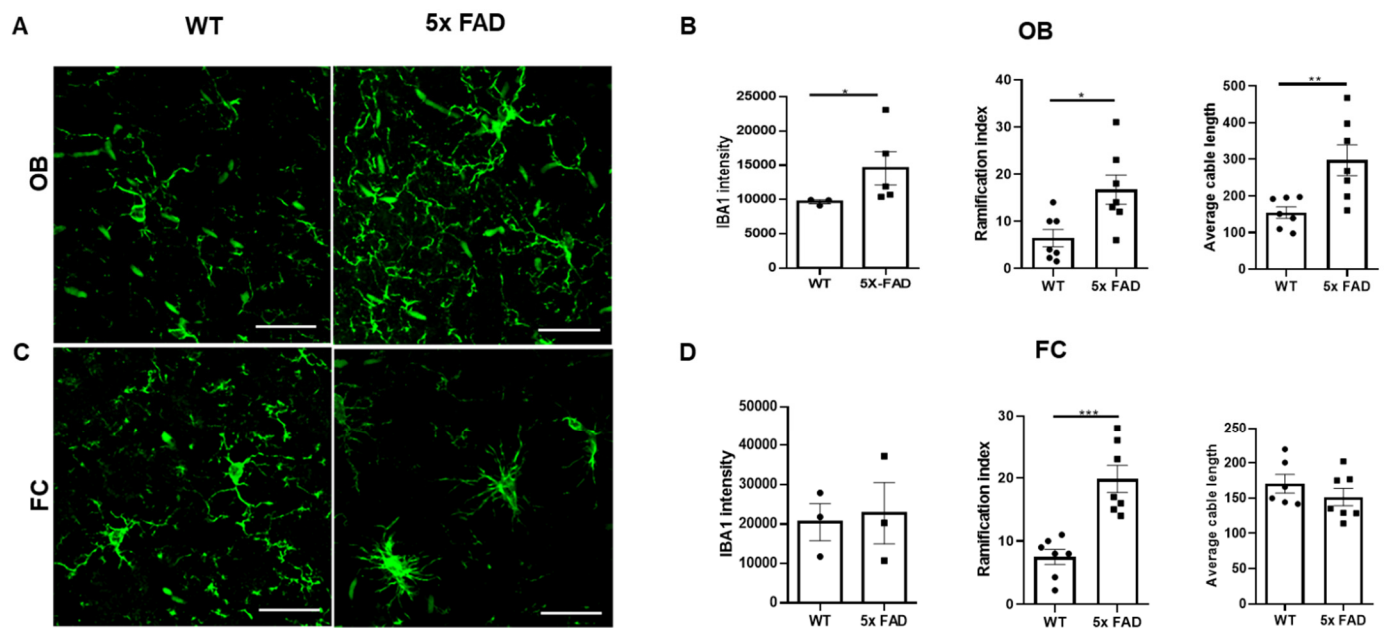 A
WT
5x FAD
OB
C
FC
B
OB
IBA1 intensity
25000
20000
15000
10000
5000
0
*
WT
5X-FAD
Ramification index
40
30
20
10
0
*
WT
5x FAD
Average cable length
500
400
300
200
100
0
**
WT
5x FAD
D
FC
IBA1 intensity
50000
40000
30000
20000
10000
0
WT
5x FAD
Ramification index
30
20
10
0
***
WT
5x FAD
Average cable length
250
200
150
100
50
0
WT
5x FAD